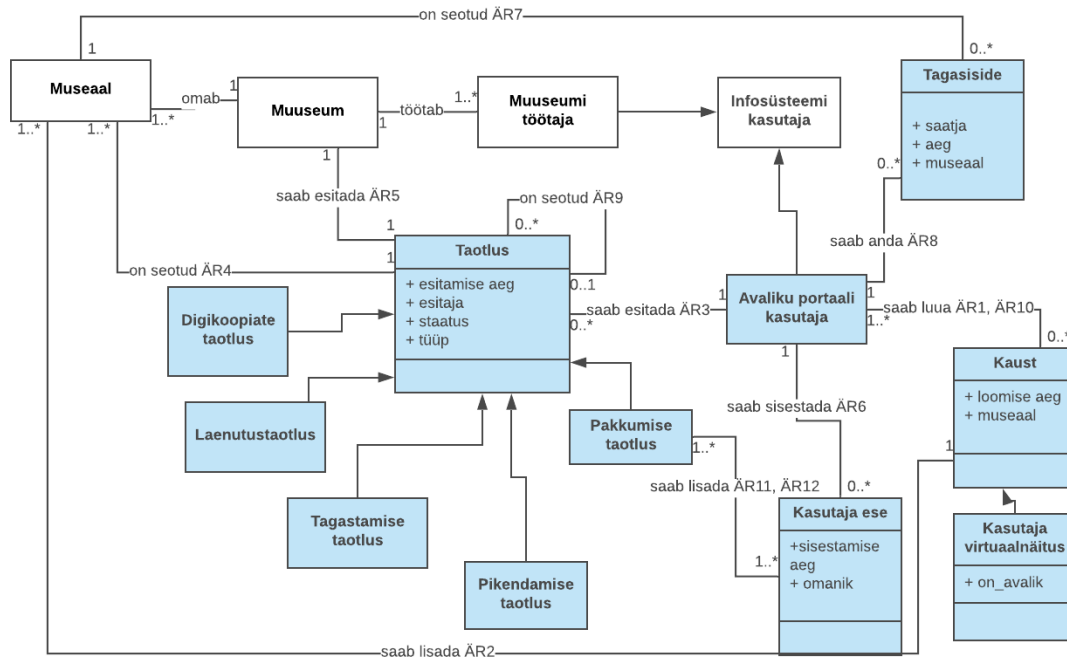 on seotud ÄR7
1
0..*
Museaal
1..*
1..*
1..*
omab
1
Muuseum
1
1
töötab
1..*
Muuseumi
töötaja
Infosüsteemi
kasutaja
Tagasiside
+ saatja
+ aeg
+ museaal
0..*
saab esitada ÄR5
1
on seotud ÄR9
0..*
0..1
saab anda ÄR8
1
on seotud ÄR4
1
Taotlus
+ esitamise aeg
+ esitaja
+ staatus
+ tüüp
0..*
saab esitada ÄR3
1
Avaliku portaali
kasutaja
1..*
1
saab luua ÄR1, ÄR10
0..*
Digikoopiate
taotlus
Laenutustaotlus
Tagastamise
taotlus
Pikendamise
taotlus
Pakkumise
taotlus
1..*
saab sisestada ÄR6
0..*
saab lisada ÄR11, ÄR12
1..*
Kasutaja ese
+sisestamise
aeg
+ omanik
Kaust
+ loomise aeg
+ museaal
1
Kasutaja
virtuaalnäitus
+ on_avalik
saab lisada ÄR2